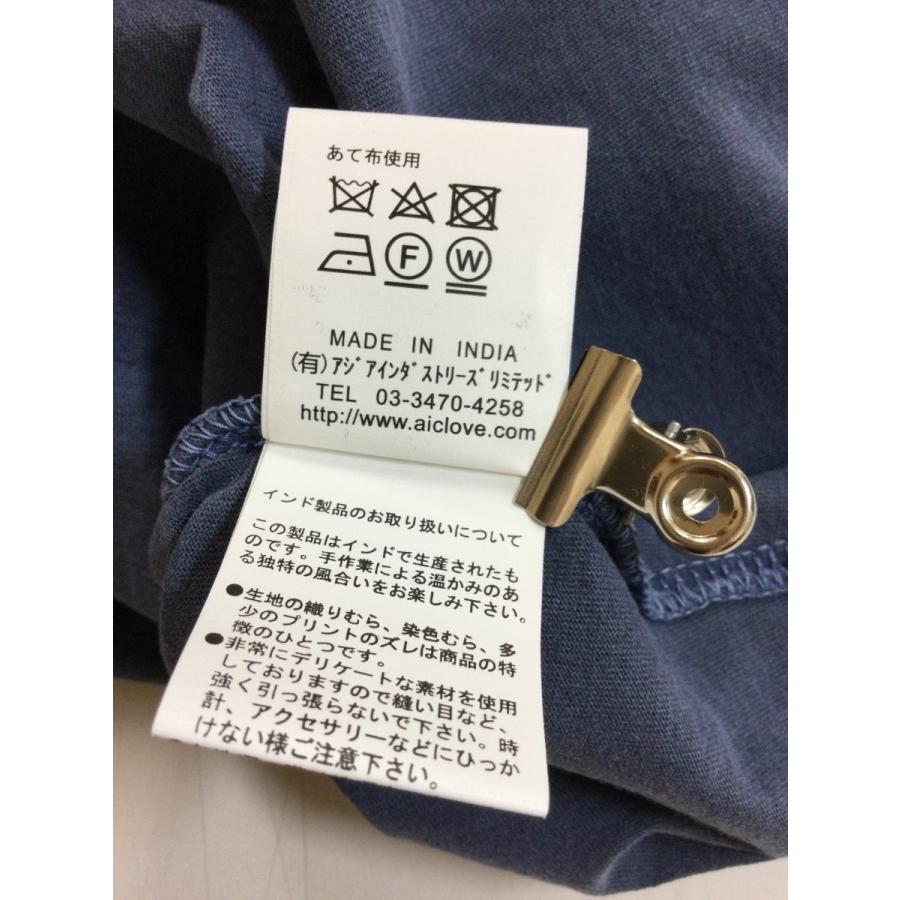 あて布使用
F W
MADE IN INDIA
(有)ｱｼﾞｱｲﾝﾀﾞｽﾄﾘｰｽﾞﾘﾐﾃｯﾄﾞ
TEL 03-3470-4258
http://www.aiclove.com
インド製品のお取り扱いについて
この製品はインドで生産されたも
のです。手作業による温かみのあ
る独特の風合いをお楽しみ下さい。
●生地の織りむら、染色むら、多
少のプリントのズレは商品の特
徴のひとつです。
●非常にデリケートな素材を使用
しておりますので縫い目など、
強く引っ張らないで下さい。時
計、アクセサリーなどにひっか
けない様ご注意下さい。